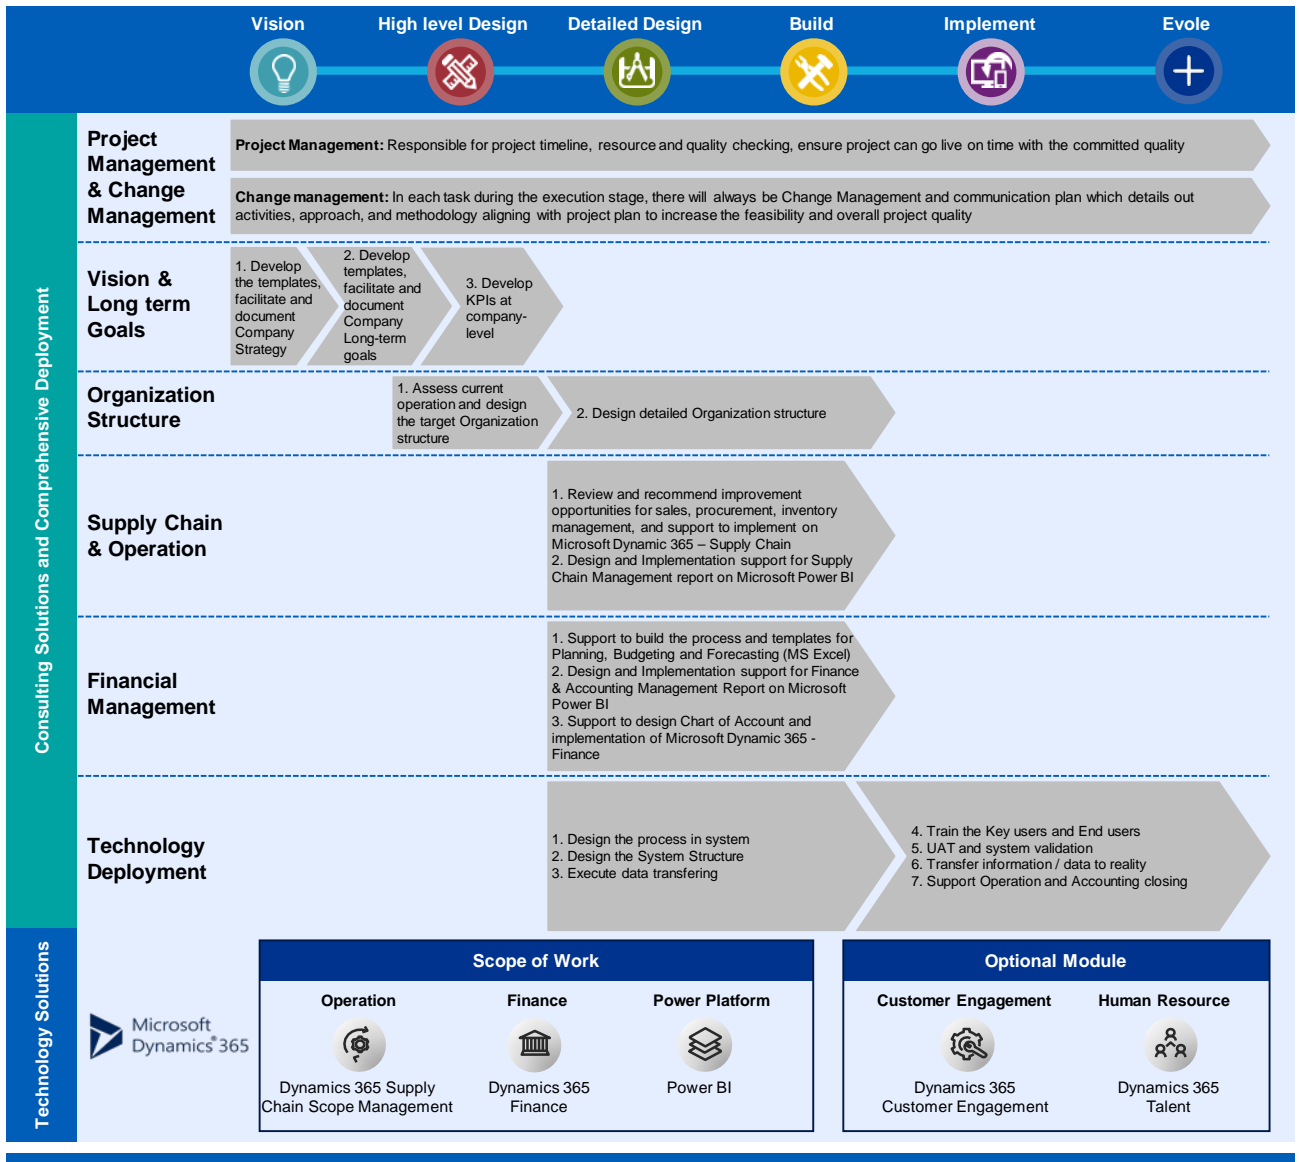 Vision
High level Design
Detailed Design
Build
Implement
Evole
Consulting Solutions and Comprehensive Deployment
Project
Management
& Change
Management
Project Management: Responsible for project timeline, resource and quality checking, ensure project can go live on time with the committed quality
Change management: In each task during the execution stage, there will always be Change Management and communication plan which details out
activities, approach, and methodology aligning with project plan to increase the feasibility and overall project quality
Vision &
Long term
Goals
1. Develop
the templates,
facilitate and
document
Company
Strategy
2. Develop
templates,
facilitate and
document
Company
Long-term
goals
3. Develop
KPIs at
company-
level
Organization
Structure
1. Assess current
operation and design
the target Organization
structure
2. Design detailed Organization structure
Supply Chain
& Operation
1. Review and recommend improvement
opportunities for sales, procurement, inventory
management, and support to implement on
Microsoft Dynamic 365 – Supply Chain
2. Design and Implementation support for Supply
Chain Management report on Microsoft Power BI
Financial
Management
1. Support to build the process and templates for
Planning, Budgeting and Forecasting (MS Excel)
2. Design and Implementation support for Finance
& Accounting Management Report on Microsoft
Power BI
3. Support to design Chart of Account and
implementation of Microsoft Dynamic 365 -
Finance
Technology
Deployment
1. Design the process in system
2. Design the System Structure
3. Execute data transfering
4. Train the Key users and End users
5. UAT and system validation
6. Transfer information / data to reality
7. Support Operation and Accounting closing
Technology Solutions
Microsoft
Dynamics® 365
Scope of Work
Operation
Dynamics 365 Supply
Chain Scope Management
Finance
Dynamics 365
Finance
Power Platform
Power BI
Optional Module
Customer Engagement
Dynamics 365
Customer Engagement
Human Resource
Dynamics 365
Talent